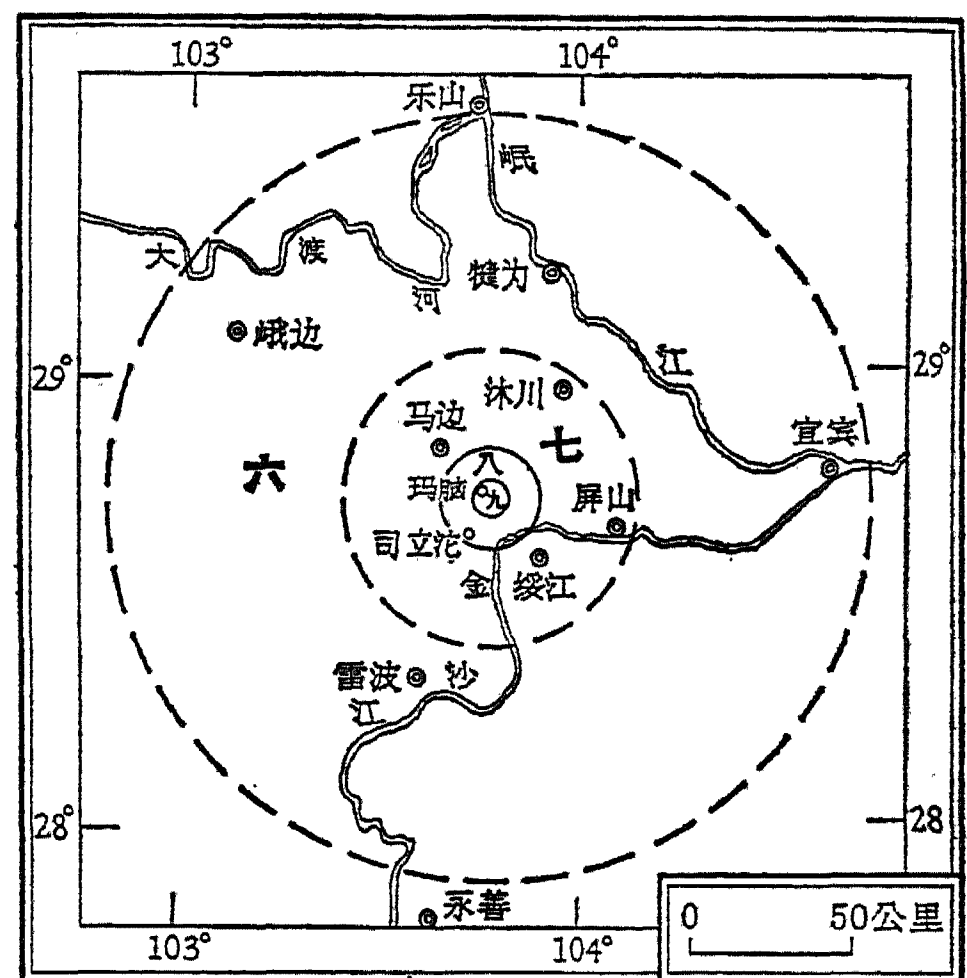 103° 104°
乐山
岷
大 渡
犍为
河
峨边
江
29° 29°
沐川
马边
宜宾
七
八
六
玛瑙 九
屏山
司立沱
金 绥江
雷波 沙
江
28° 28
永善
0 50公里
103° 104°